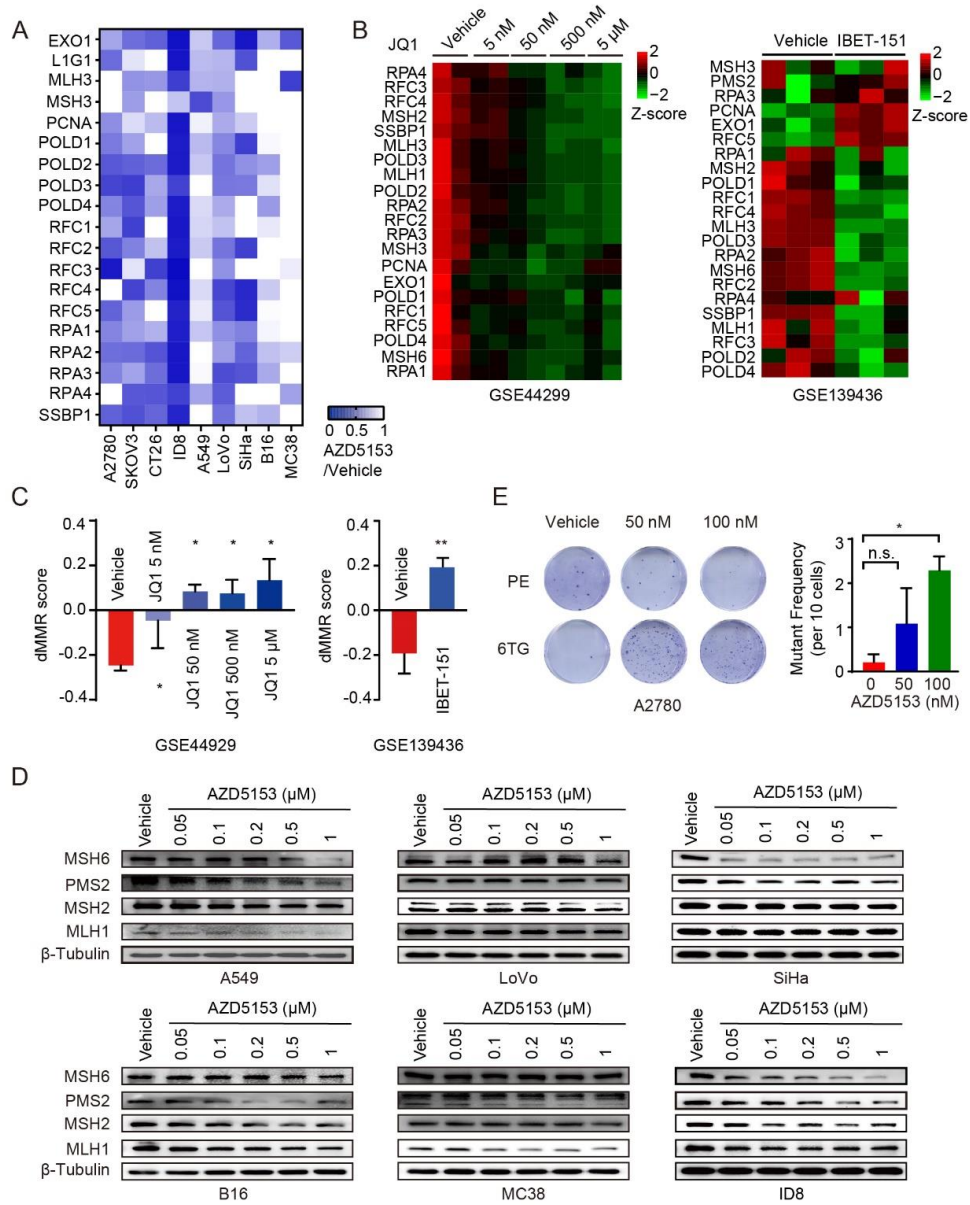 A
EXO1
L1G1
MLH3
MSH3
PCNA
POLD1
POLD2
POLD3
POLD4
RFC1
RFC2
RFC3
RFC4
RFC5
RPA1
RPA2
RPA3
RPA4
SSBP1
A2780
SKOV3
CT26
ID8
A549
LoVo
SiHa
B16
MC38
0 0.5 1
AZD5153
/Vehicle
B
JQ1
Vehicle
5 nM
50 nM
500 nM
5 µM
RPA4
RFC3
RFC4
MSH2
SSBP1
MLH3
POLD3
MLH1
POLD2
RPA2
RFC2
RPA3
MSH3
PCNA
EXO1
POLD1
RFC1
RFC5
POLD4
MSH6
RPA1
2
0
−2
Z-score
GSE44299
Vehicle IBET-151
MSH3
PMS2
RPA3
PCNA
EXO1
RFC5
RPA1
MSH2
POLD1
RFC1
RFC4
MLH3
POLD3
RPA2
MSH6
RFC2
RPA4
SSBP1
MLH1
RFC3
POLD2
POLD4
2
0
−2
Z-score
GSE139436
C
dMMR score
0.4
0.2
0.0
-0.2
-0.4
Vehicle
JQ1 5 nM
JQ1 50 nM
JQ1 500 nM
JQ1 5 µM
*
*
*
*
GSE44929
dMMR score
0.4
0.2
0.0
-0.2
-0.4
Vehicle
IBET-151
**
GSE139436
E
Vehicle 50 nM 100 nM
PE
6TG
A2780
Mutant Frequency
(per 10 cells)
3
2
1
0
n.s.
*
0 50 100
AZD5153 (nM)
D
AZD5153 (µM)
Vehicle 0.05 0.1 0.2 0.5 1
MSH6
PMS2
MSH2
MLH1
β-Tubulin
A549
AZD5153 (µM)
Vehicle 0.05 0.1 0.2 0.5 1
LoVo
AZD5153 (µM)
Vehicle 0.05 0.1 0.2 0.5 1
SiHa
AZD5153 (µM)
Vehicle 0.05 0.1 0.2 0.5 1
MSH6
PMS2
MSH2
MLH1
β-Tubulin
B16
AZD5153 (µM)
Vehicle 0.05 0.1 0.2 0.5 1
MC38
AZD5153 (µM)
Vehicle 0.05 0.1 0.2 0.5 1
ID8